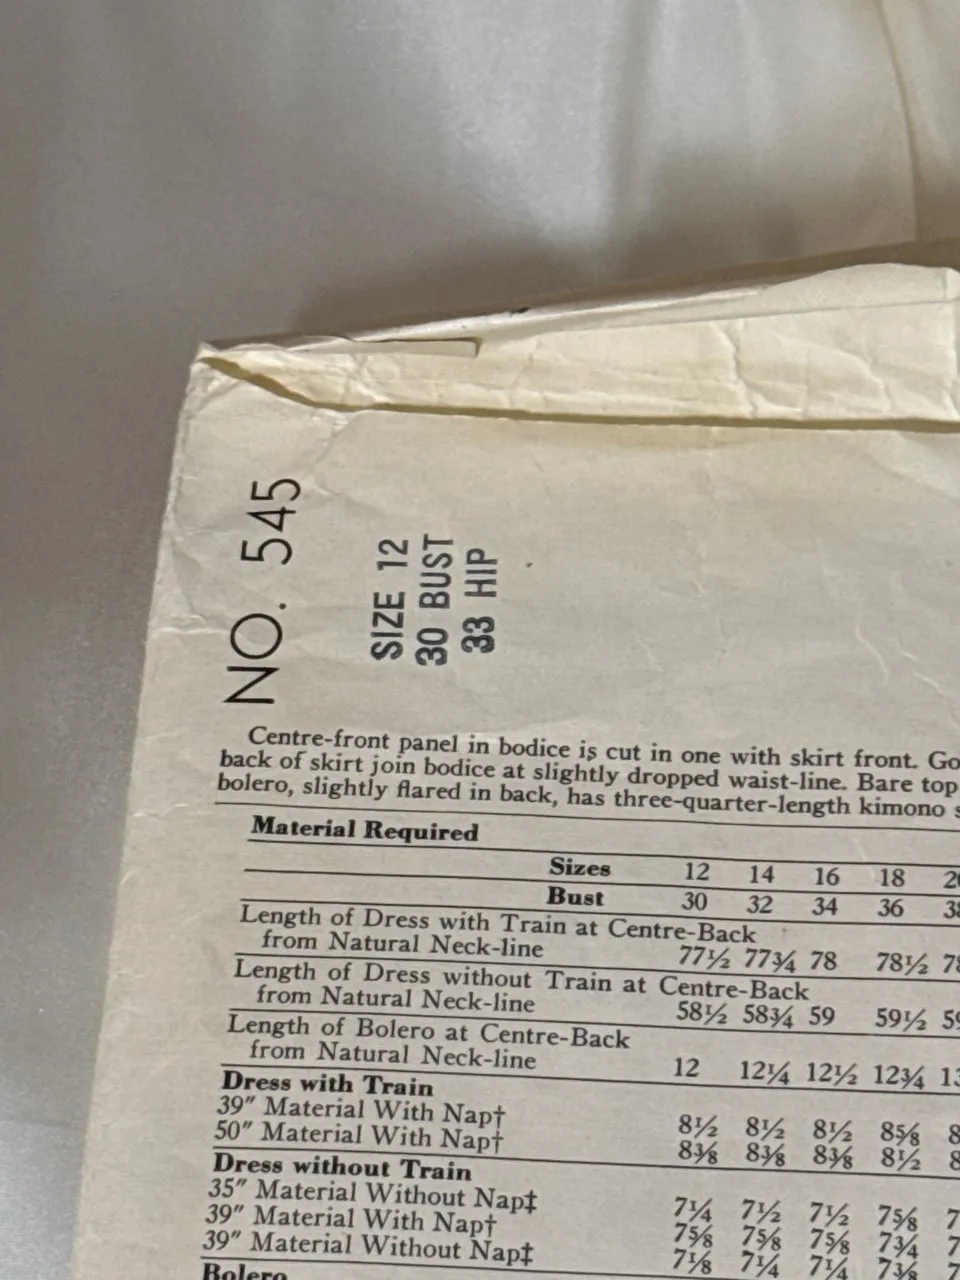 NO. 545
SIZE 12
30 BUST
33 HIP
Centre-front panel in bodice is cut in one with skirt front.
back of skirt join bodice at slightly dropped waist-line. Bare top
bolero, slightly flared in back, has three-quarter-length kimono
Material Required
Sizes 12 14 16 18
Bust 30 32 34 36
Length of Dress with Train at Centre-Back
from Natural Neck-line 77½ 77¾ 78 78½
Length of Dress without Train at Centre-Back
from Natural Neck-line 58½ 58¾ 59 59½
Length of Bolero at Centre-Back
from Natural Neck-line 12 12¼ 12½ 12¾
Dress with Train
39″ Material With Nap† 8½ 8½ 8½ 8⅝
50″ Material With Nap† 8⅜ 8⅜ 8⅜ 8½
Dress without Train
35″ Material Without Nap‡ 7¼ 7½ 7½ 7⅝
39″ Material With Nap† 7⅝ 7⅝ 7⅝ 7¾
39″ Material Without Nap‡ 7⅛ 7¼ 7¼ 7⅜
Bolero